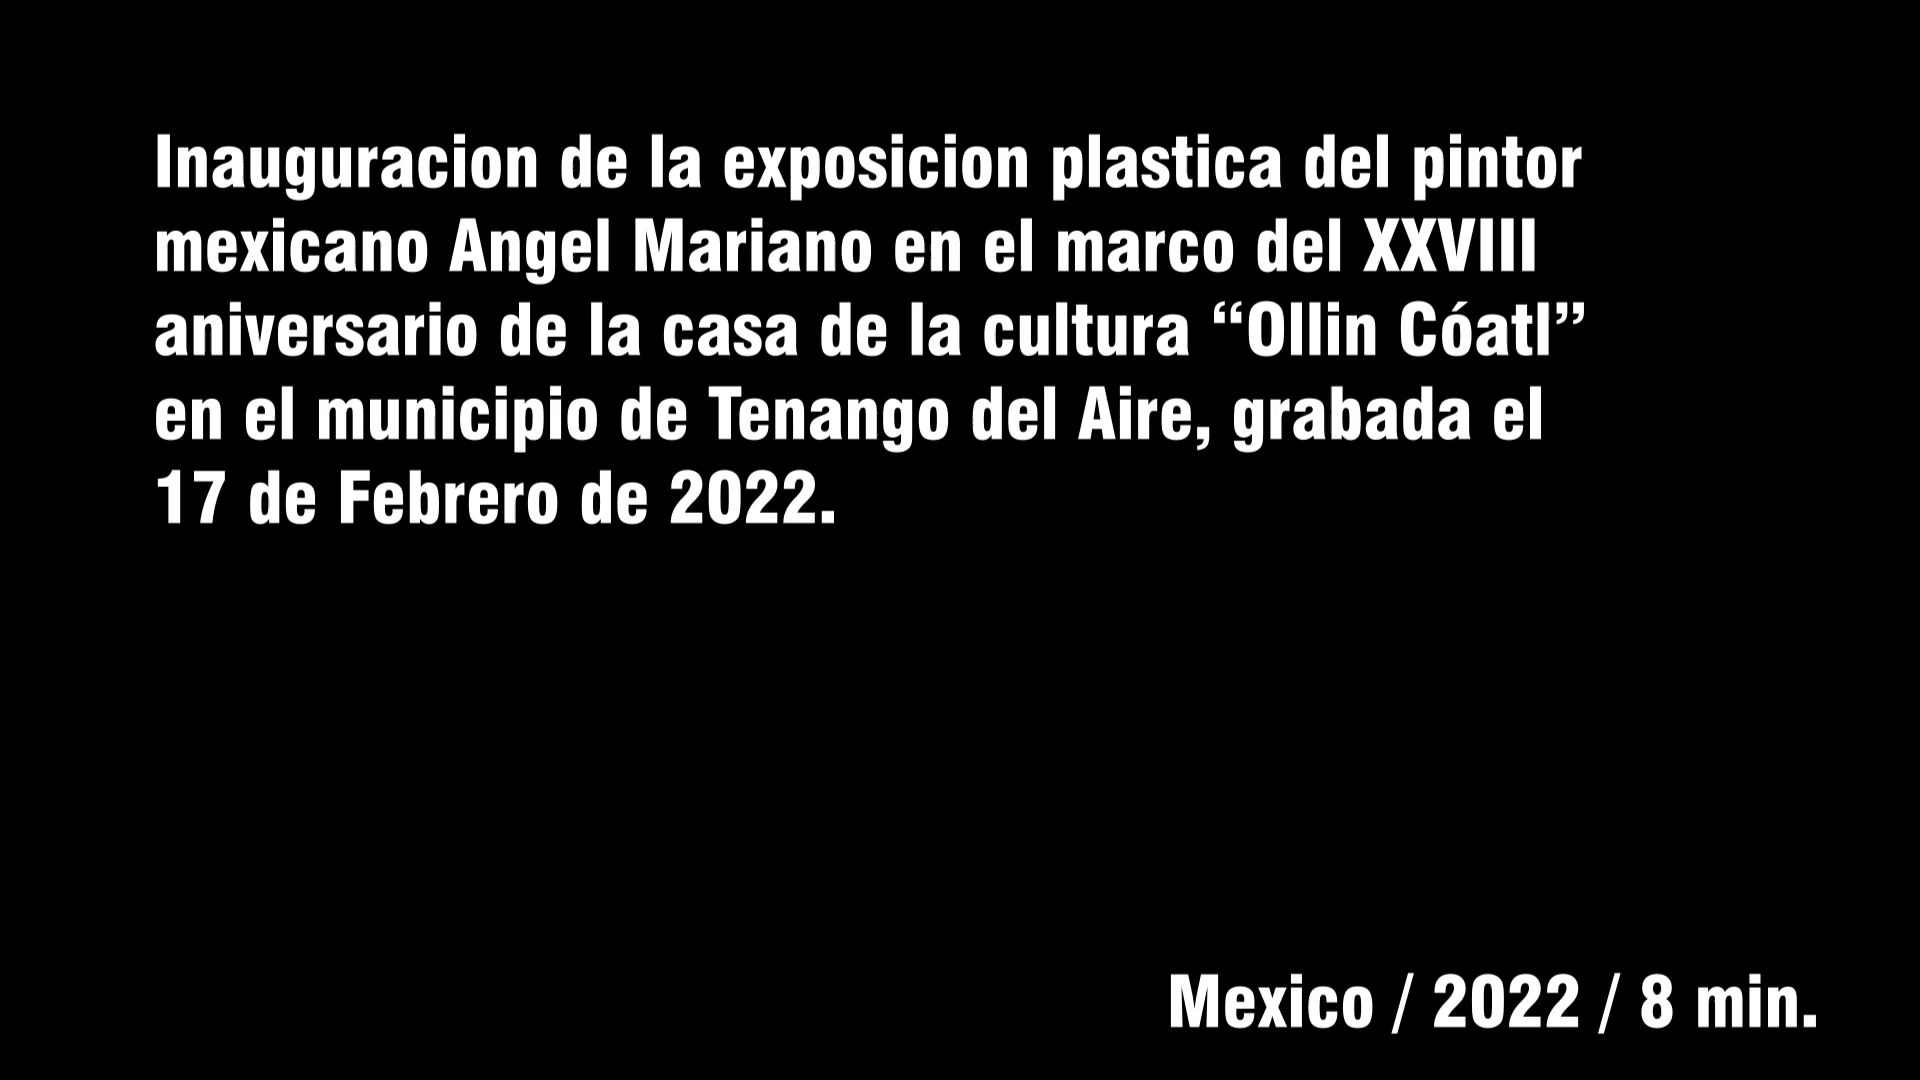 Inauguracion de la exposicion plastica del pintor
mexicano Angel Mariano en el marco del XXVIII
aniversario de la casa de la cultura “Ollin Cóatl”
en el municipio de Tenango del Aire, grabada el
17 de Febrero de 2022.
Mexico / 2022 / 8 min.